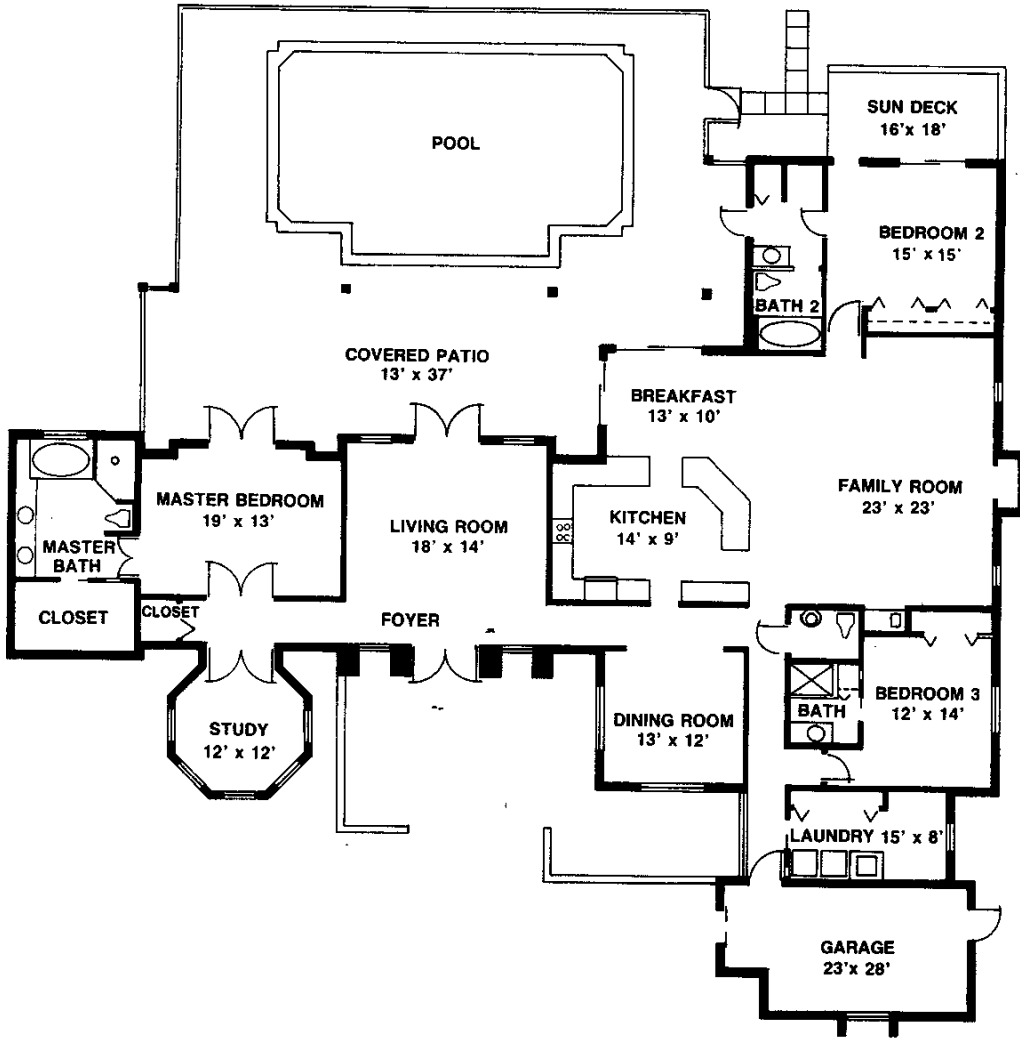 POOL
SUN DECK
16'x 18'
BEDROOM 2
15' x 15'
BATH 2
COVERED PATIO
13' x 37'
BREAKFAST
13' x 10'
MASTER BEDROOM
19' x 13'
LIVING ROOM
18' x 14'
KITCHEN
14' x 9'
FAMILY ROOM
23' x 23'
MASTER
BATH
CLOSET
CLOSET
FOYER
STUDY
12' x 12'
DINING ROOM
13' x 12'
BATH
BEDROOM 3
12' x 14'
LAUNDRY 15' x 8'
GARAGE
23'x 28'